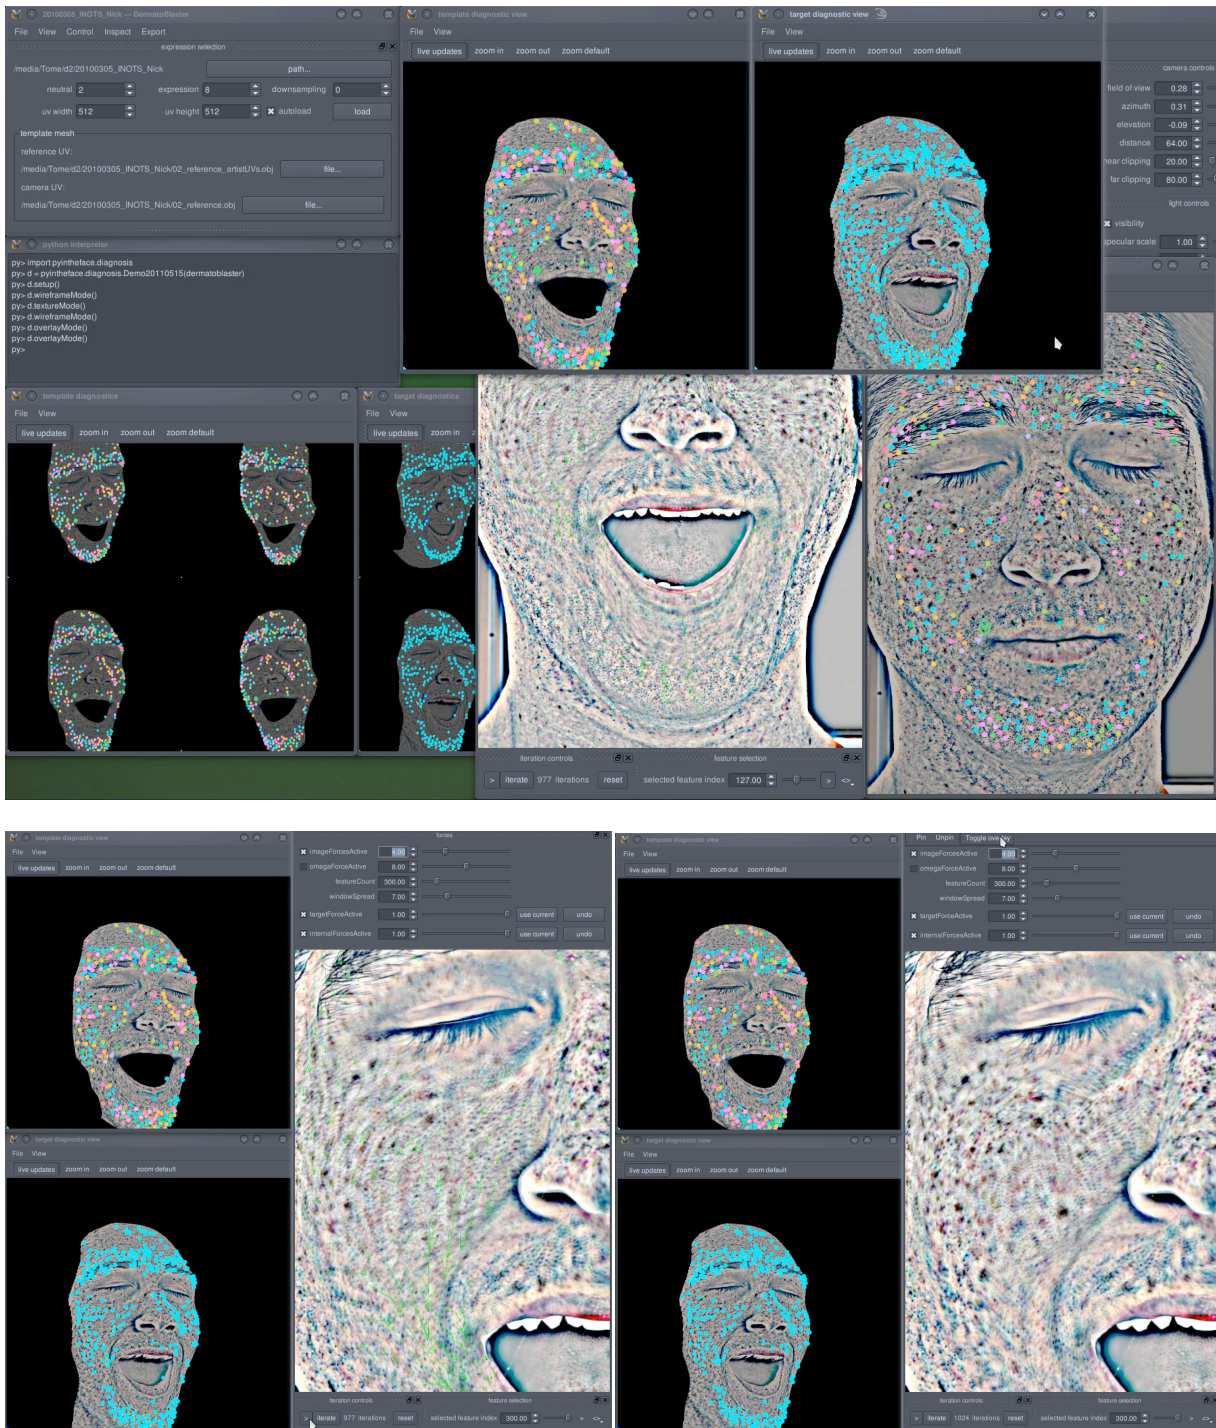 20100305_INOTS_Nick — DermatoBlaster
File View Control Inspect Export
expression selection
/media/Tome/d2/20100305_INOTS_Nick path...
neutral 2 expression 8 downsampling 0
uv width 512 uv height 512 autoload load
template mesh
reference UV:
/media/Tome/d2/20100305_INOTS_Nick/02_reference_artistUVs.obj file...
camera UV:
/media/Tome/d2/20100305_INOTS_Nick/02_reference.obj file...
python interpreter
py> import pyintheface.diagnosis
py> d = pyintheface.diagnosis.Demo20110515(dermatoblaster)
py> d.setup()
py> d.wireframeMode()
py> d.textureMode()
py> d.wireframeMode()
py> d.overlayMode()
py> d.overlayMode()
py>
template diagnostic view
File View
live updates zoom in zoom out zoom default
target diagnostic view
File View
live updates zoom in zoom out zoom default
camera controls
field of view 0.28
azimuth 0.31
elevation -0.09
distance 64.00
near clipping 20.00
far clipping 80.00
light controls
visibility
specular scale 1.00
template diagnostics
File View
live updates zoom in zoom out zoom default
target diagnostics
File View
live updates zoom in
iteration controls feature selection
> iterate 977 iterations reset selected feature index 127.00 > <>
template diagnostic view
File View
live updates zoom in zoom out zoom default
forces
imageForcesActive 4.00
omegaForceActive 8.00
featureCount 300.00
windowSpread 7.00
targetForceActive 1.00 use current undo
internalForcesActive 1.00 use current undo
target diagnostic view
File View
live updates zoom in zoom out zoom default
iteration controls feature selection
> iterate 977 iterations reset selected feature index 300.00 > <>
template diagnostic view
File View
live updates zoom in zoom out zoom default
Pin Unpin Toggle overlay
imageForcesActive 4.00
omegaForceActive 8.00
featureCount 300.00
windowSpread 7.00
targetForceActive 1.00 use current undo
internalForcesActive 1.00 use current undo
target diagnostic view
File View
live updates zoom in zoom out zoom default
iteration controls feature selection
> iterate 1024 iterations reset selected feature index 300.00 > <>